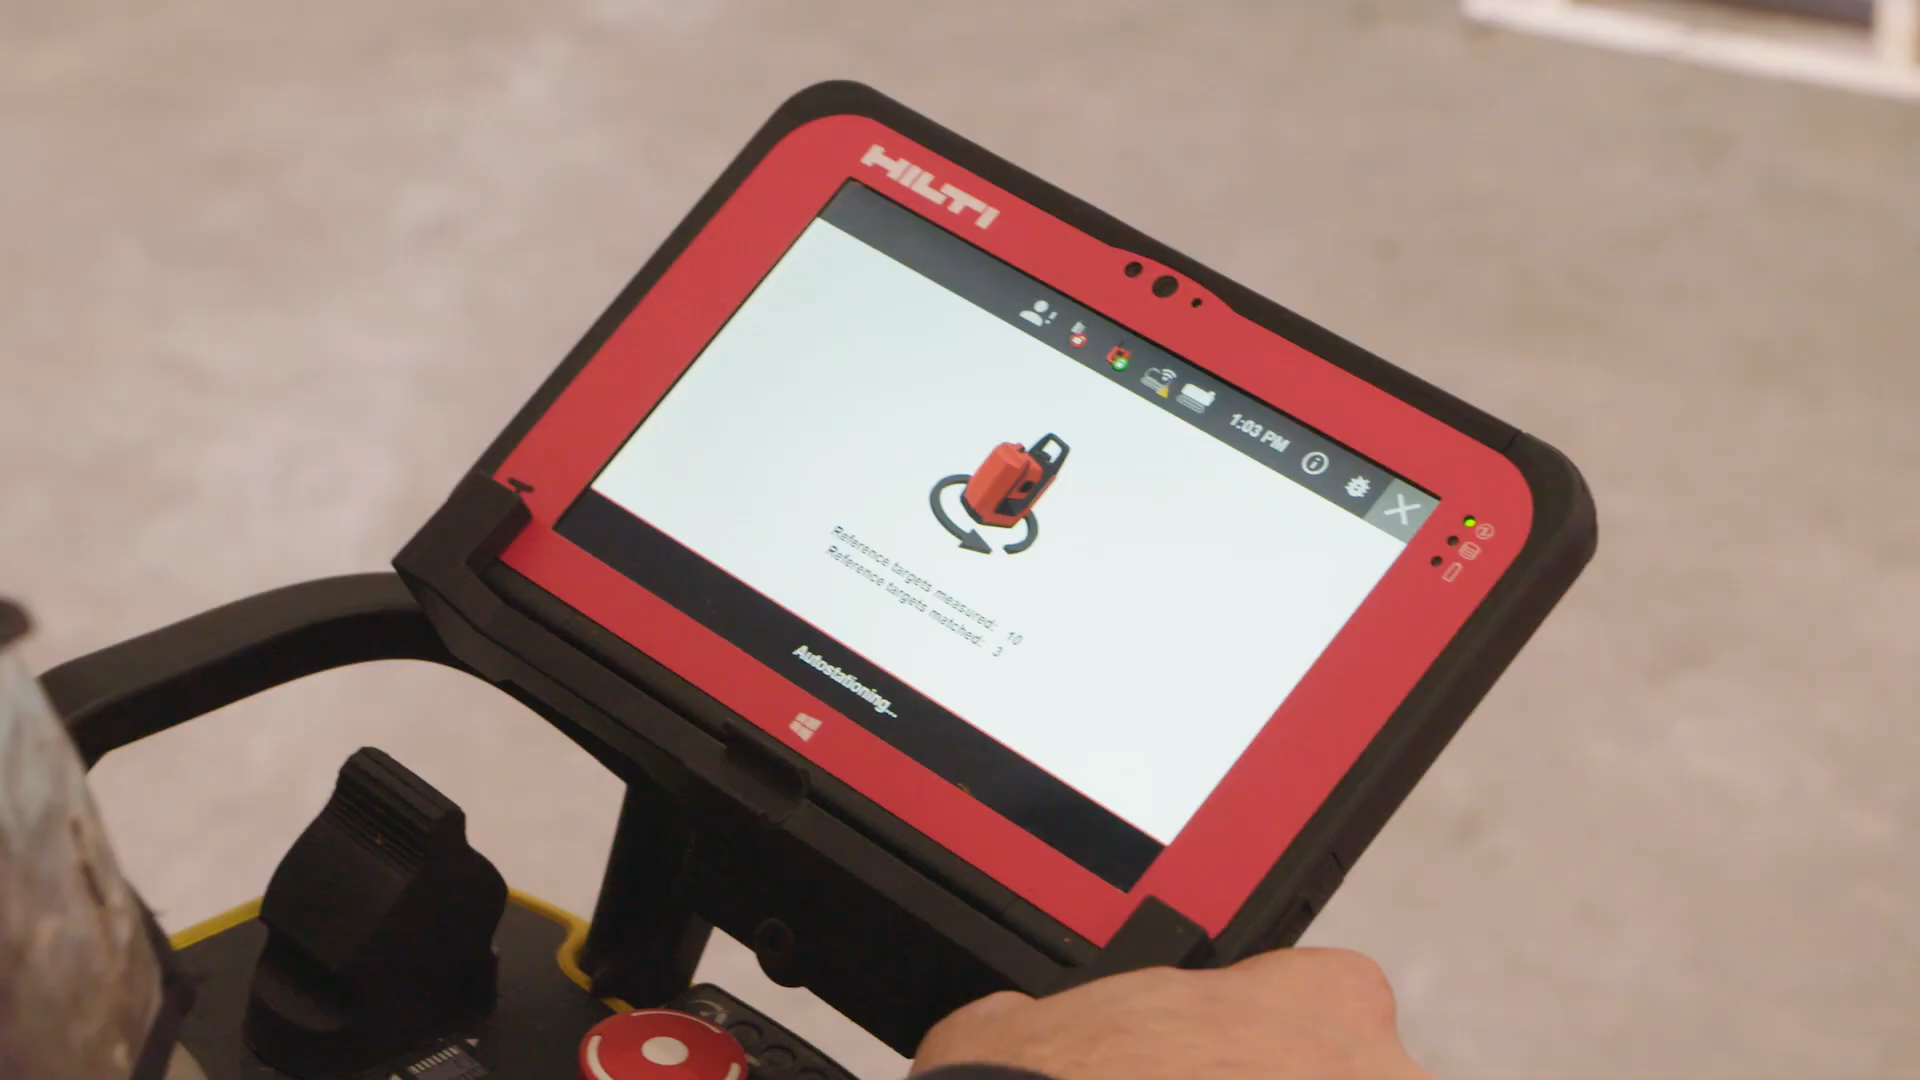 HILTI
1:03 PM
Reference targets measured: 10
Reference targets matched: 3
Autostationing...